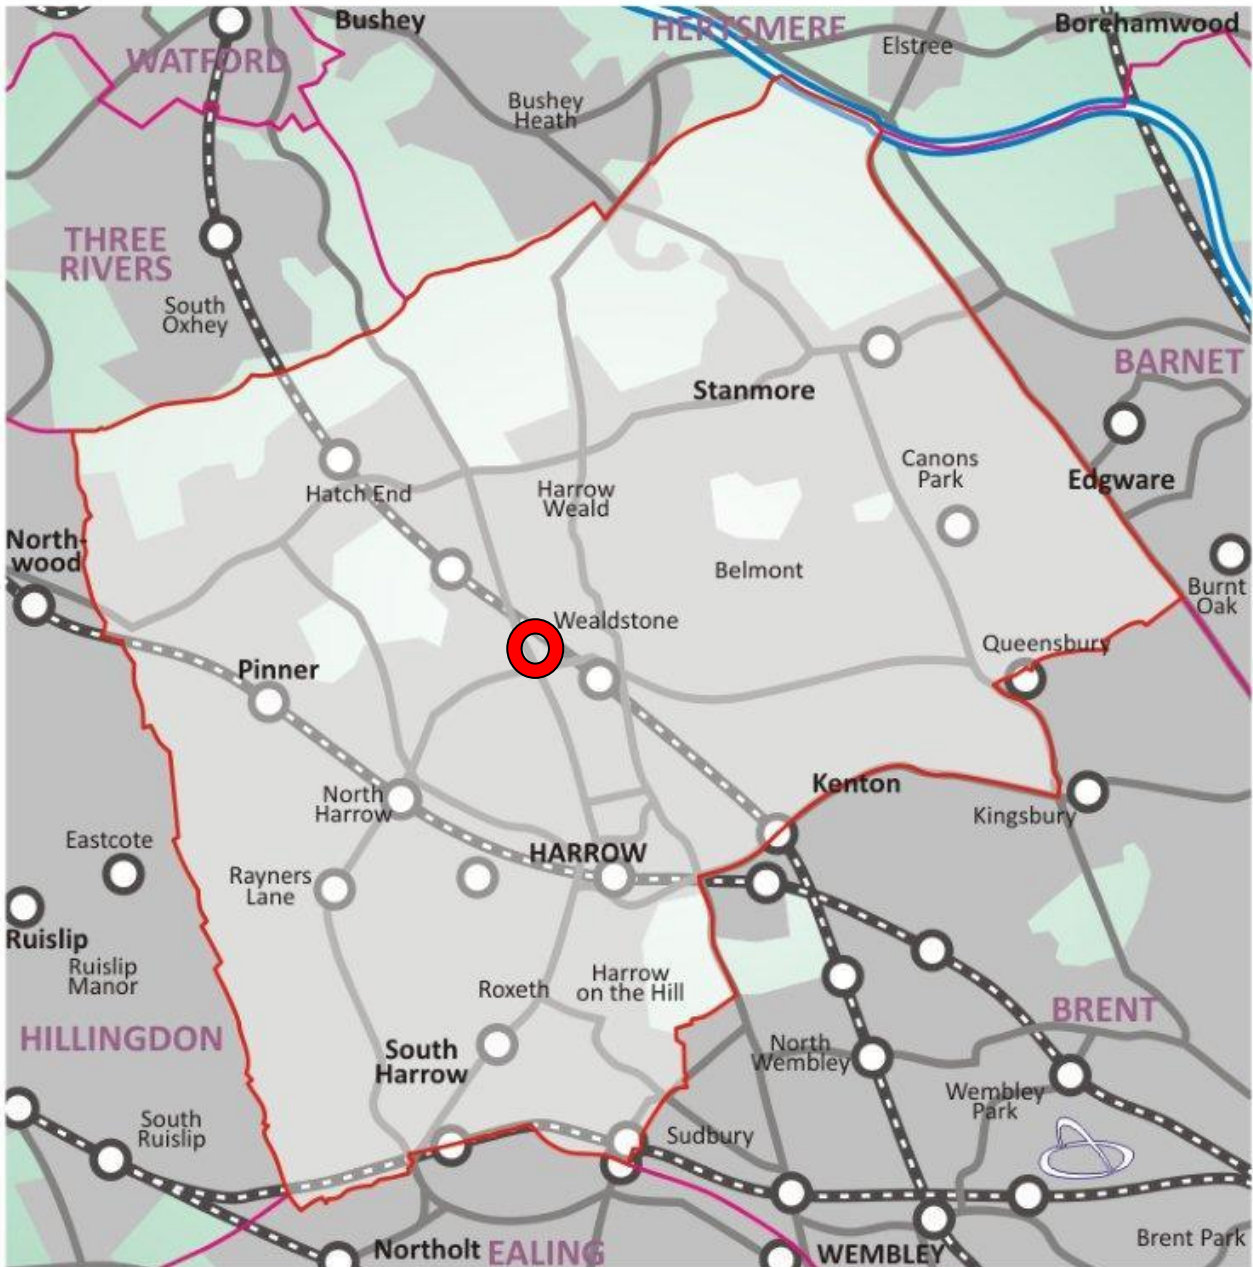 Bushey
HERTSMERE
Borehamwood
Elstree
WATFORD
Bushey
Heath
THREE
RIVERS
South
Oxhey
BARNET
Stanmore
Edgware
Canons
Park
Hatch End
Harrow
Weald
North-
wood
Belmont
Burnt
Oak
Wealdstone
Queensbury
Pinner
Kenton
North
Harrow
Kingsbury
Eastcote
HARROW
Rayners
Lane
Ruislip
Ruislip
Manor
Roxeth
Harrow
on the Hill
HILLINGDON
BRENT
South
Harrow
North
Wembley
Wembley
Park
South
Ruislip
Sudbury
Brent Park
Northolt
EALING
WEMBLEY